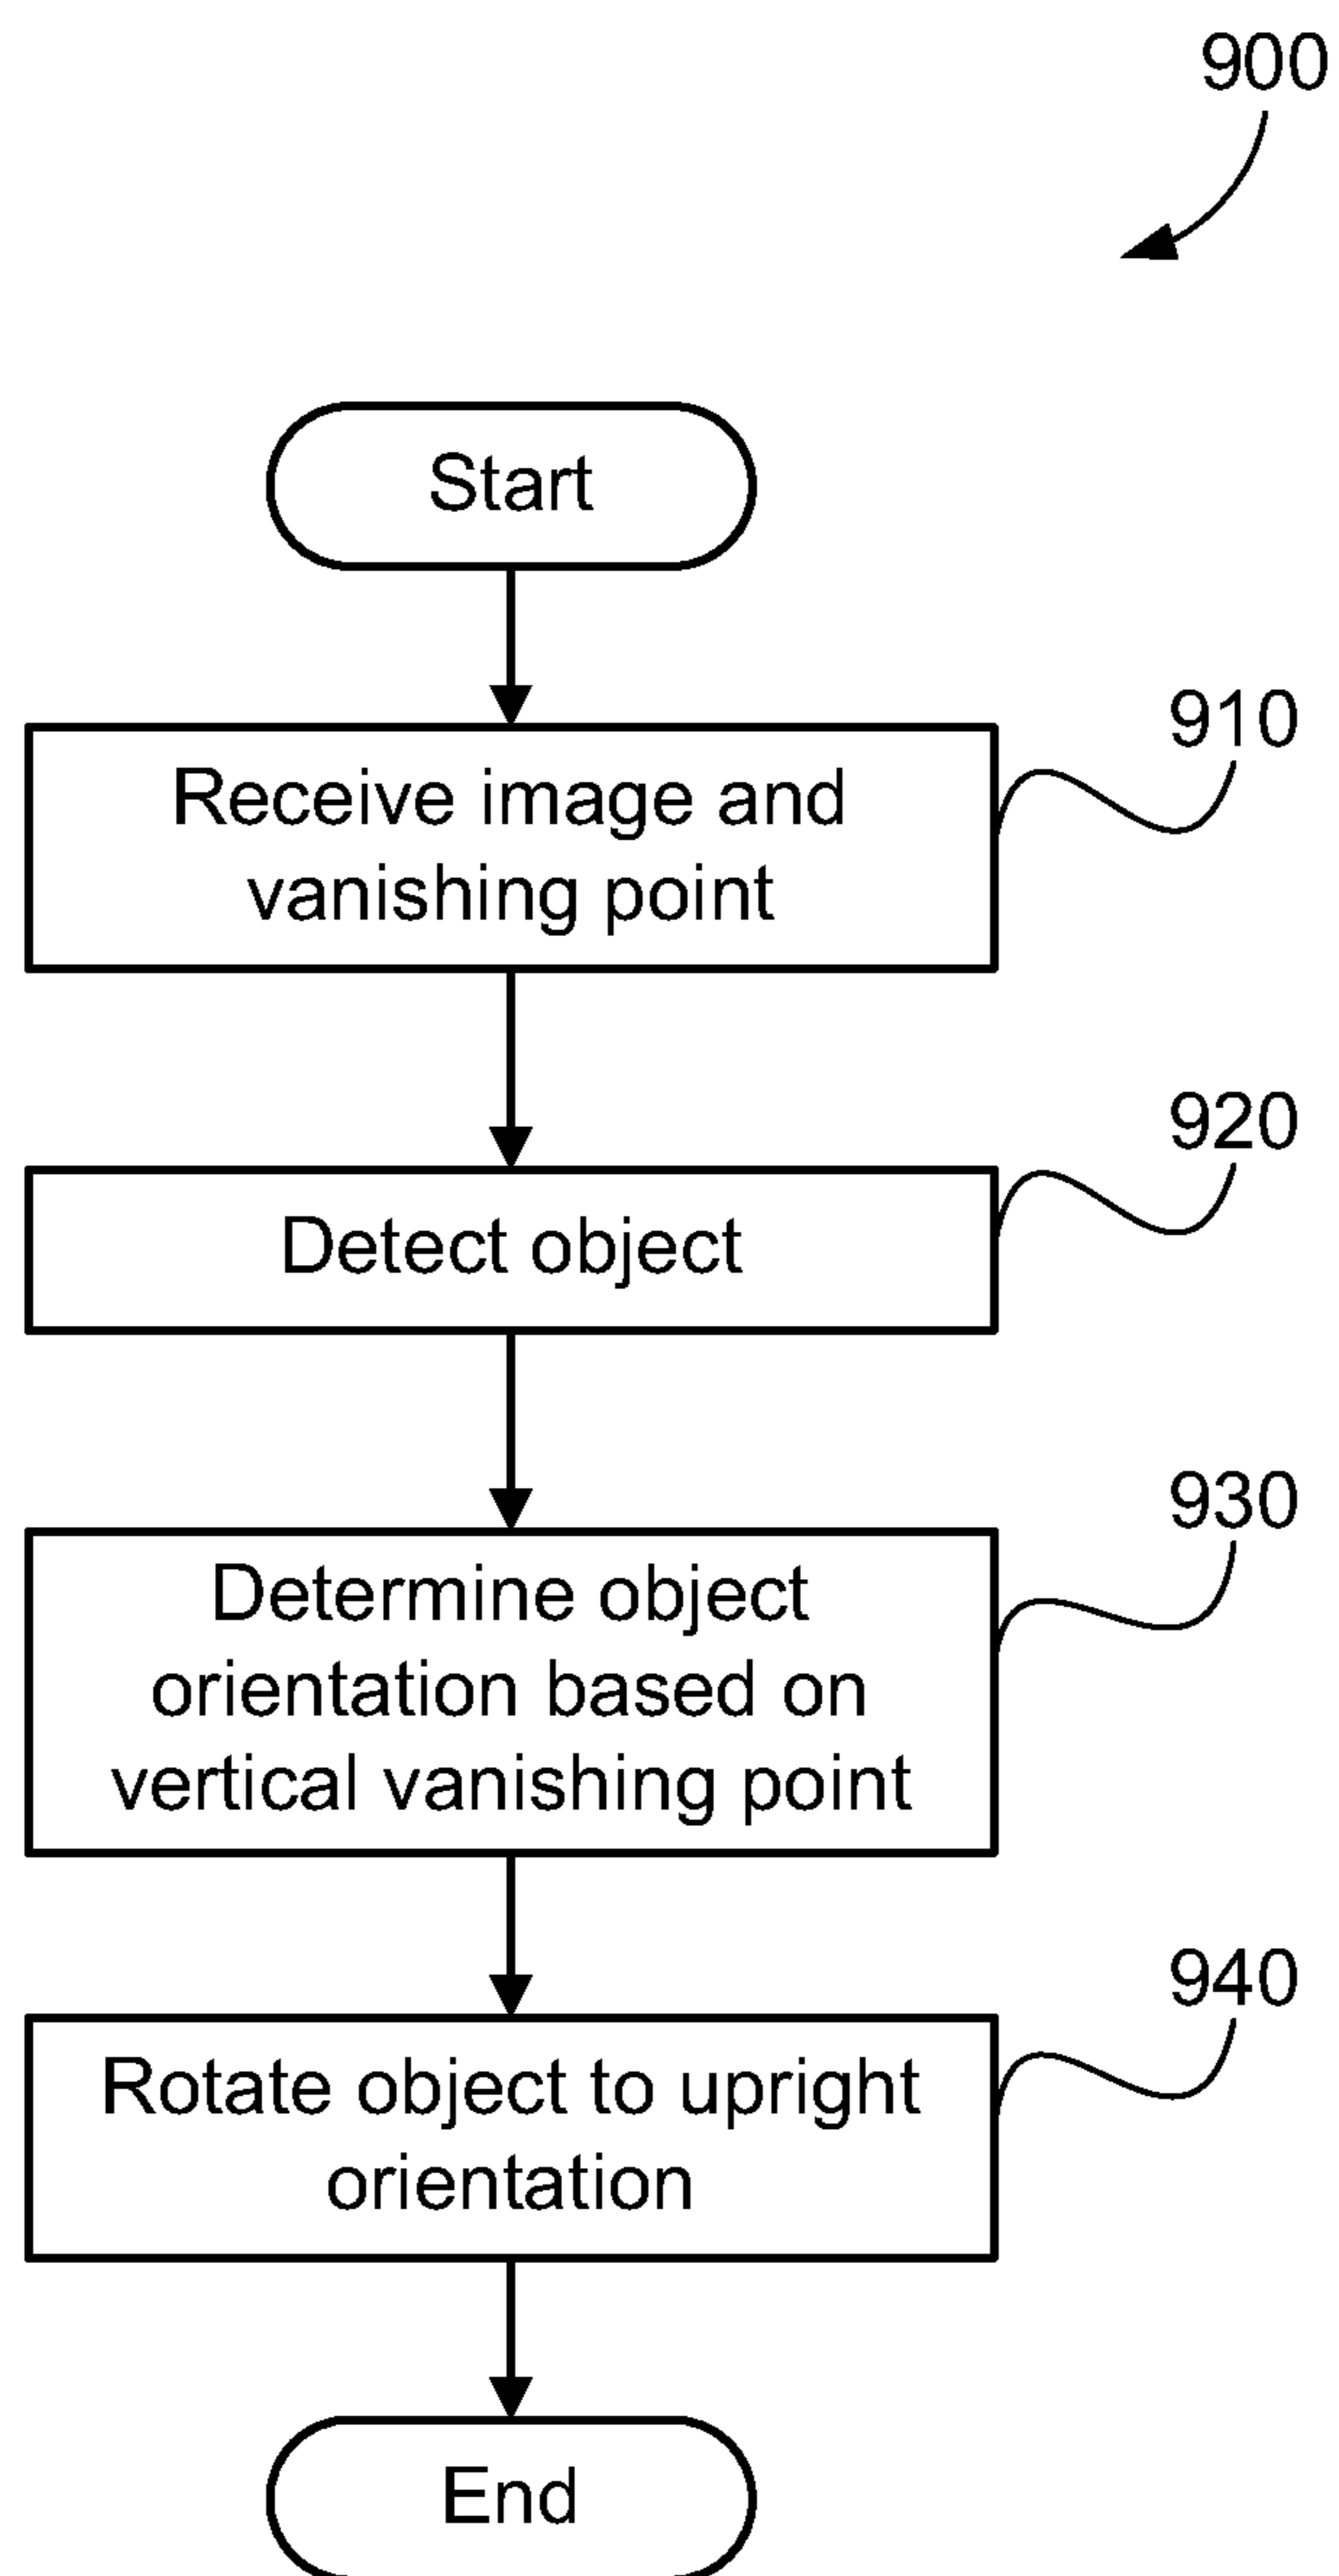 900
Start
910
Receive image and
vanishing point
920
Detect object
930
Determine object
orientation based on
vertical vanishing point
940
Rotate object to upright
orientation
End